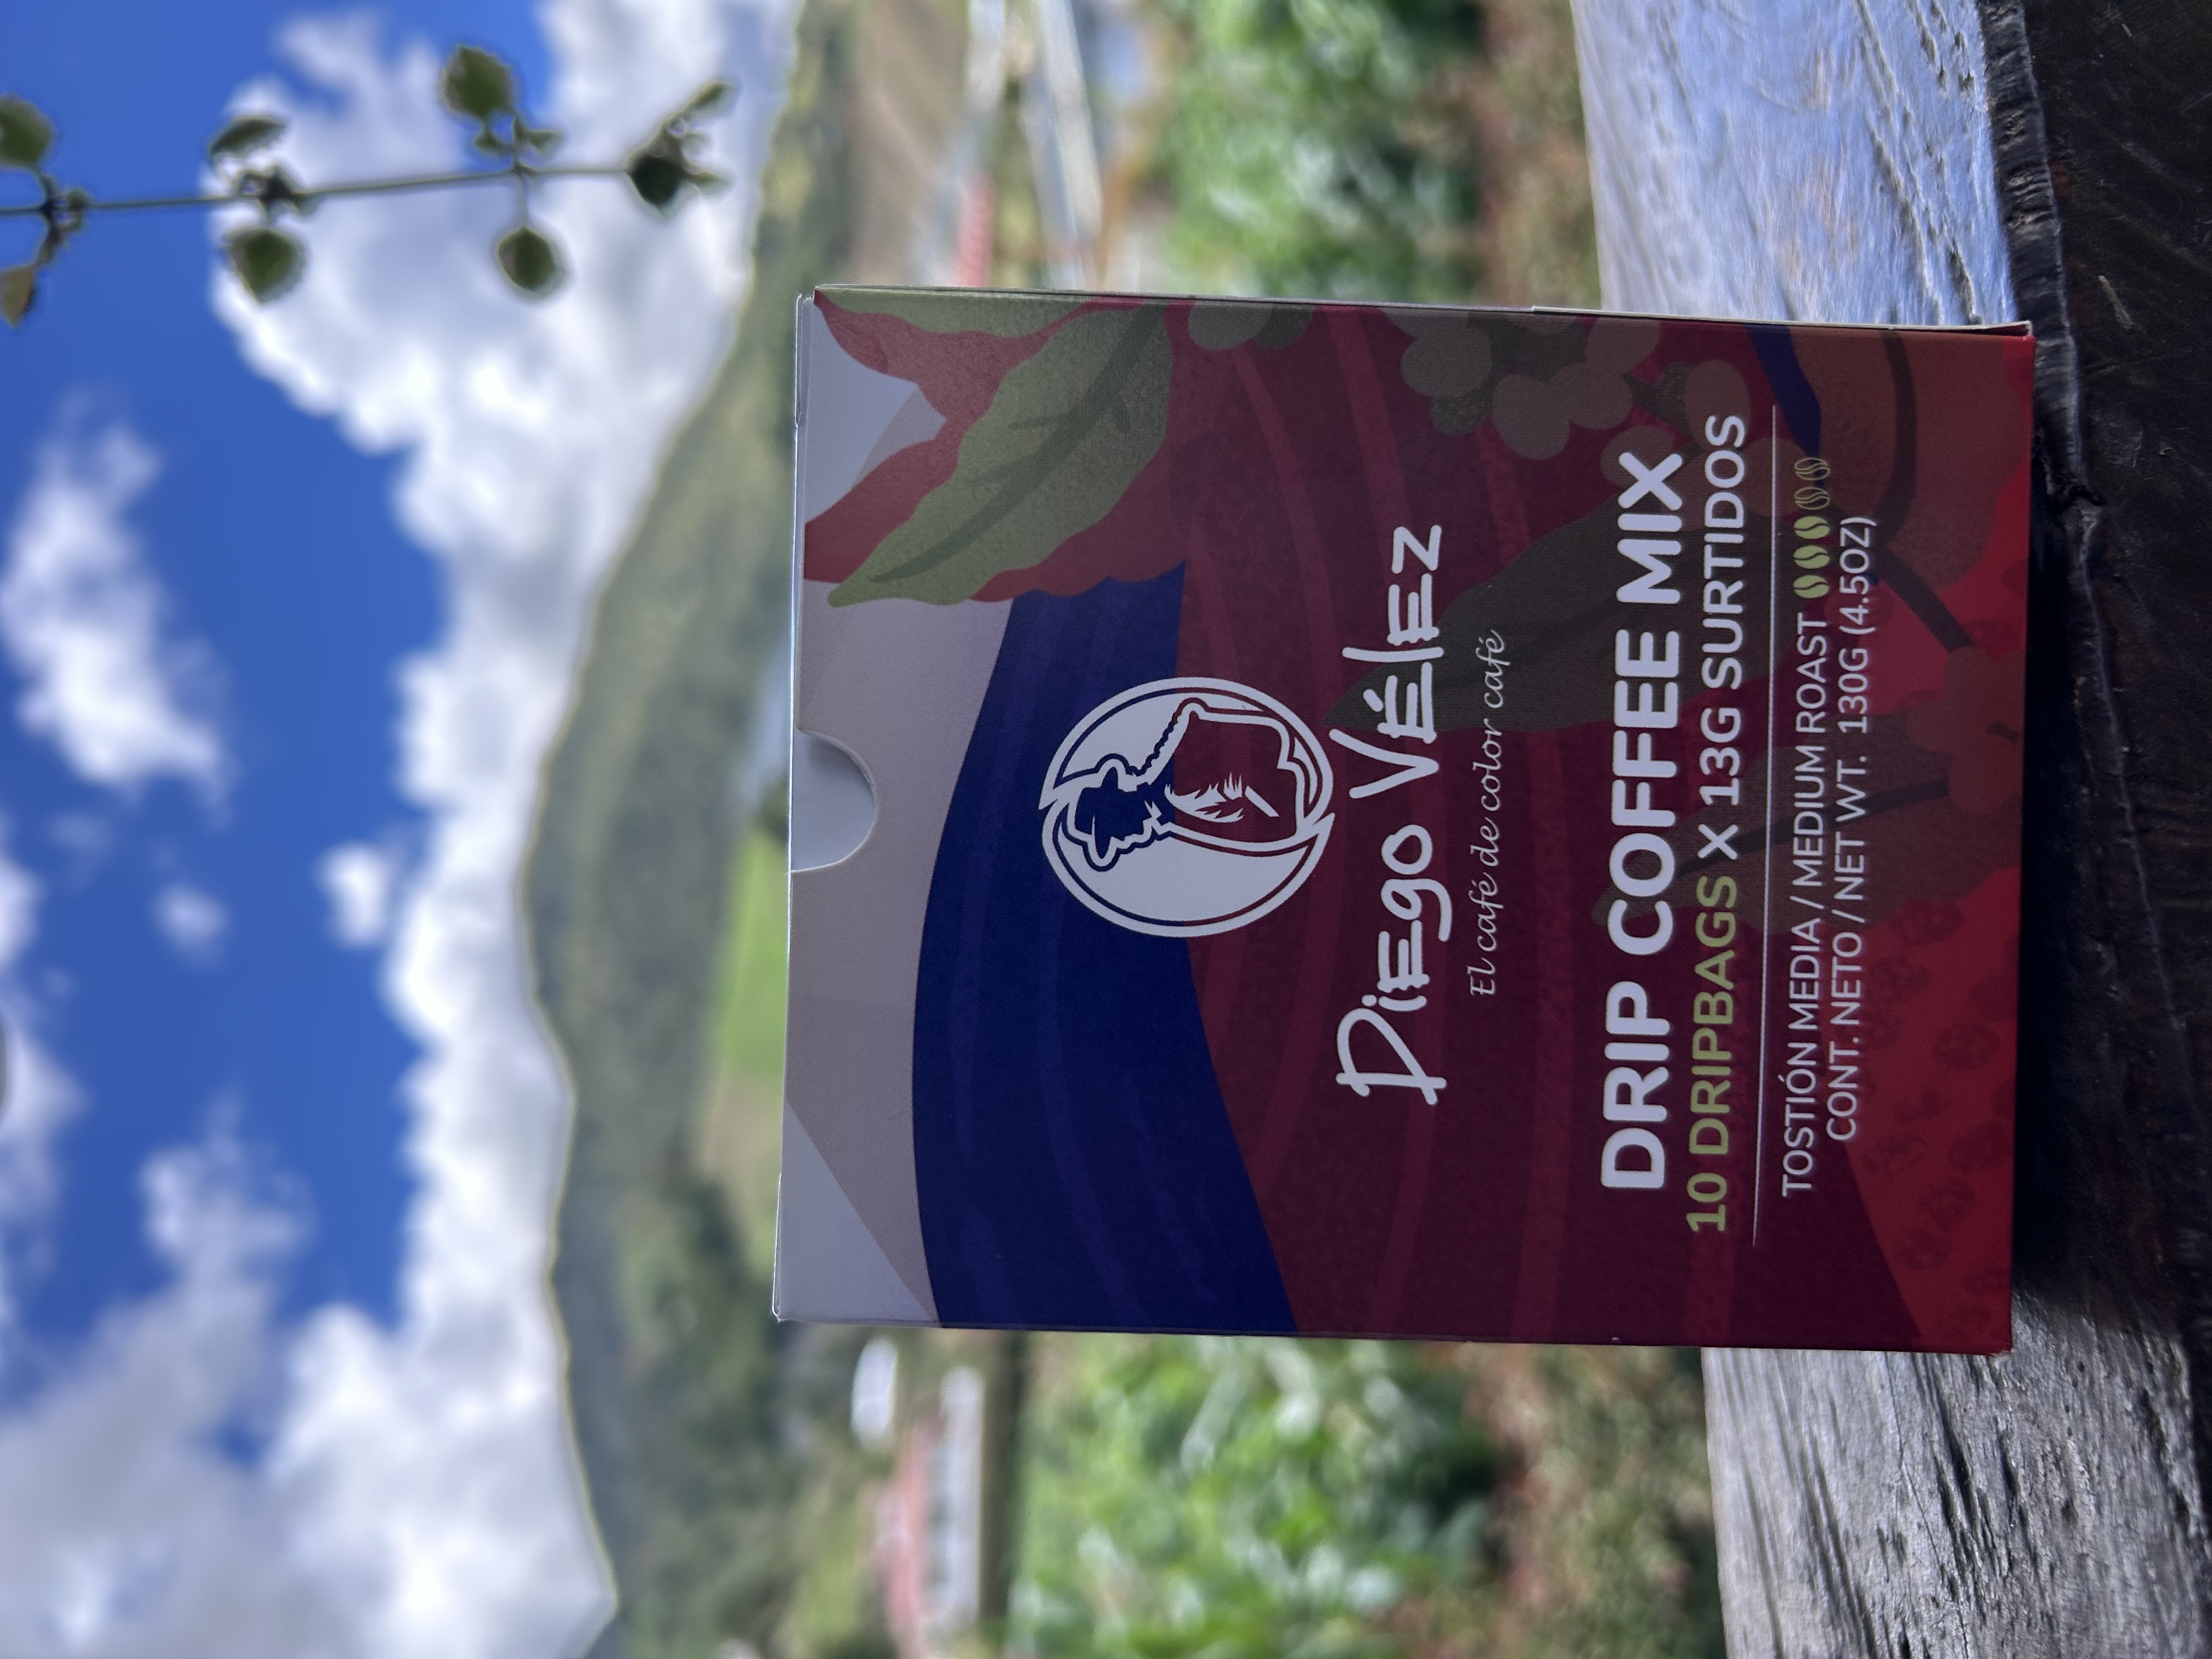 Diego Vélez
El café de color café
DRIP COFFEE MIX
10 DRIPBAGS X 13G SURTIDOS
TOSTIÓN MEDIA / MEDIUM ROAST
CONT. NETO / NET WT. 130G (4.5OZ)